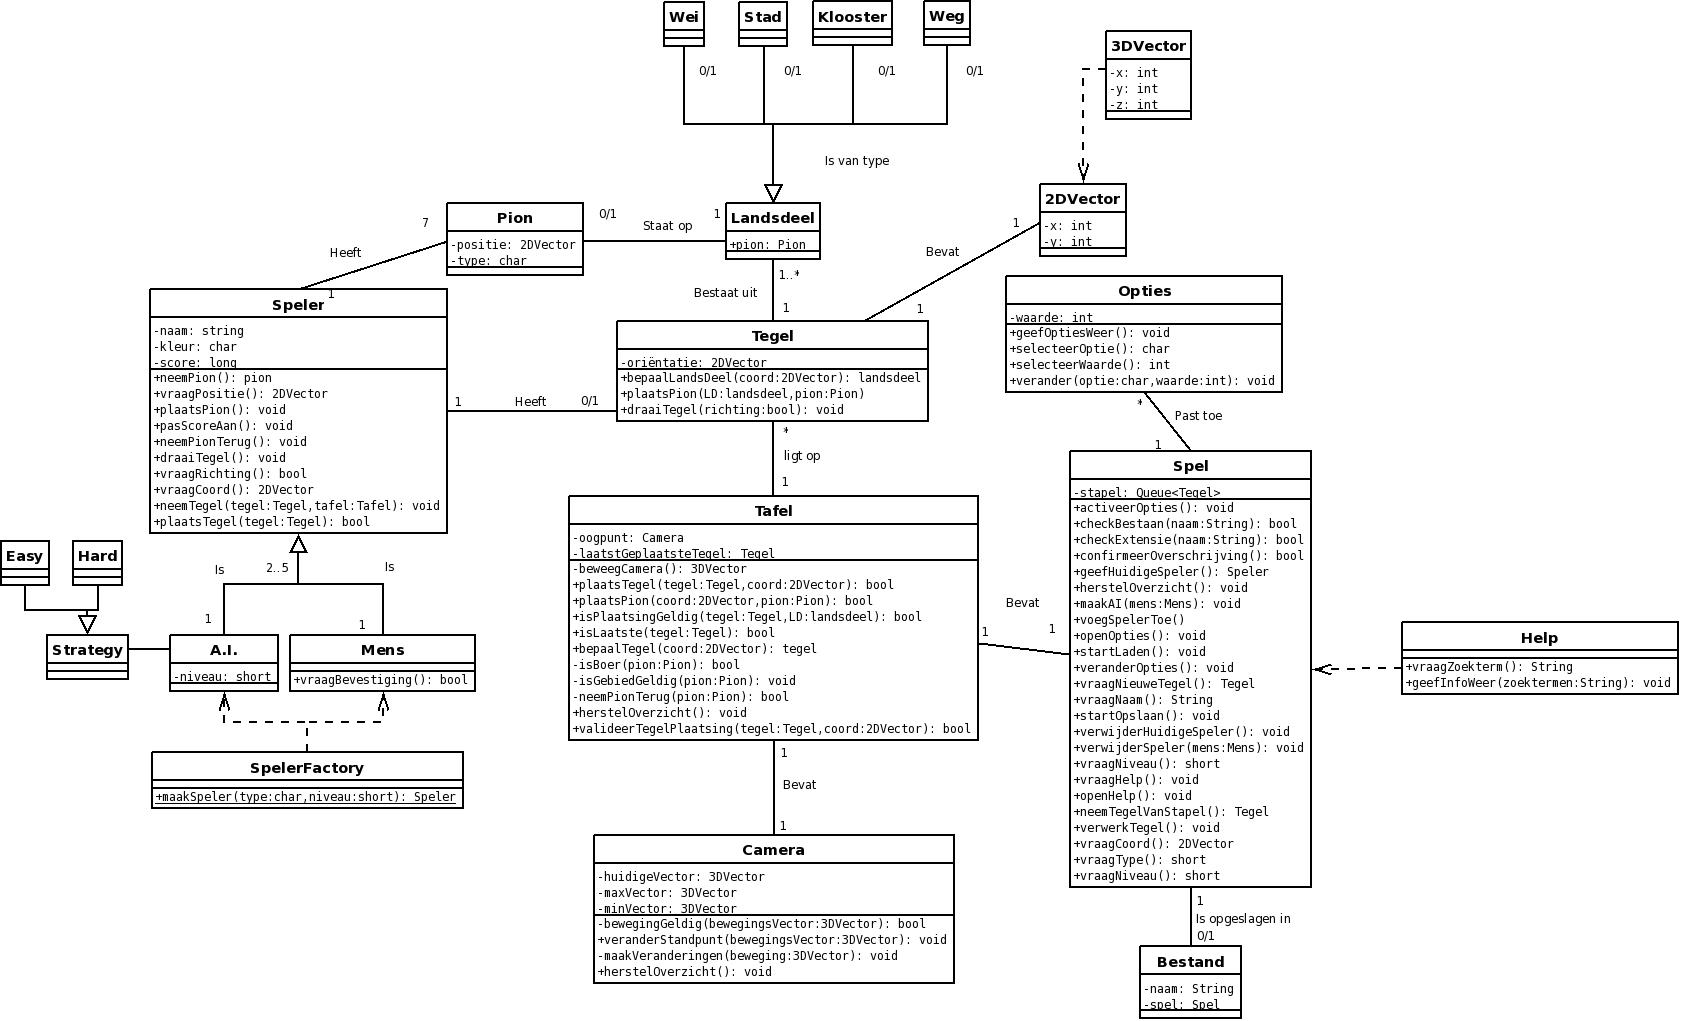 Wei
Stad
Klooster
Weg
0/1
0/1
0/1
0/1
Is van type
3DVector
-x: int
-y: int
-z: int
2DVector
-x: int
-y: int
Pion
-positie: 2DVector
-type: char
0/1
Staat op
1
Landsdeel
+pion: Pion
7
Heeft
1
1
Bevat
1
1..*
Bestaat uit
1
Speler
-naam: string
-kleur: char
-score: long
+neemPion(): pion
+vraagPositie(): 2DVector
+plaatsPion(): void
+pasScoreAan(): void
+neemPionTerug(): void
+draaiTegel(): void
+vraagRichting(): bool
+vraagCoord(): 2DVector
+neemTegel(tegel:Tegel,tafel:Tafel): void
+plaatsTegel(tegel:Tegel): bool
1
Heeft
0/1
Tegel
-oriëntatie: 2DVector
+bepaalLandsDeel(coord:2DVector): landsdeel
+plaatsPion(LD:landsdeel,pion:Pion)
+draaiTegel(richting:bool): void
Opties
-waarde: int
+geefOptiesWeer(): void
+selecteerOptie(): char
+selecteerWaarde(): int
+verander(optie:char,waarde:int): void
*
Past toe
1
*
ligt op
1
Tafel
-oogpunt: Camera
-laatstGeplaatsteTegel: Tegel
-beweegCamera(): 3DVector
+plaatsTegel(tegel:Tegel,coord:2DVector): bool
+plaatsPion(coord:2DVector,pion:Pion): bool
+isPlaatsingGeldig(tegel:Tegel,LD:landsdeel): bool
+isLaatste(tegel:Tegel): bool
+bepaalTegel(coord:2DVector): tegel
-isBoer(pion:Pion): bool
-isGebiedGeldig(pion:Pion): void
-neemPionTerug(pion:Pion): bool
+herstelOverzicht(): void
+valideerTegelPlaatsing(tegel:Tegel,coord:2DVector): bool
Bevat
1
1
Spel
-stapel: Queue<Tegel>
+activeerOpties(): void
+checkBestaan(naam:String): bool
+checkExtensie(naam:String): bool
+confirmeerOverschrijving(): bool
+geefHuidigeSpeler(): Speler
+herstelOverzicht(): void
+maakAI(mens:Mens): void
+voegSpelerToe()
+openOpties(): void
+startLaden(): void
+veranderOpties(): void
+vraagNieuweTegel(): Tegel
+vraagNaam(): String
+startOpslaan(): void
+verwijderHuidigeSpeler(): void
+verwijderSpeler(mens:Mens): void
+vraagNiveau(): short
+vraagHelp(): void
+openHelp(): void
+neemTegelVanStapel(): Tegel
+verwerkTegel(): void
+vraagCoord(): 2DVector
+vraagType(): short
+vraagNiveau(): short
Help
+vraagZoekterm(): String
+geefInfoWeer(zoektermen:String): void
Easy
Hard
Is
2..5
Is
1
1
Strategy
A.I.
-niveau: short
Mens
+vraagBevestiging(): bool
SpelerFactory
+maakSpeler(type:char,niveau:short): Speler
1
Bevat
1
Camera
-huidigeVector: 3DVector
-maxVector: 3DVector
-minVector: 3DVector
-bewegingGeldig(bewegingsVector:3DVector): bool
+veranderStandpunt(bewegingsVector:3DVector): void
-maakVeranderingen(beweging:3DVector): void
+herstelOverzicht(): void
1
Is opgeslagen in
0/1
Bestand
-naam: String
-spel: Spel